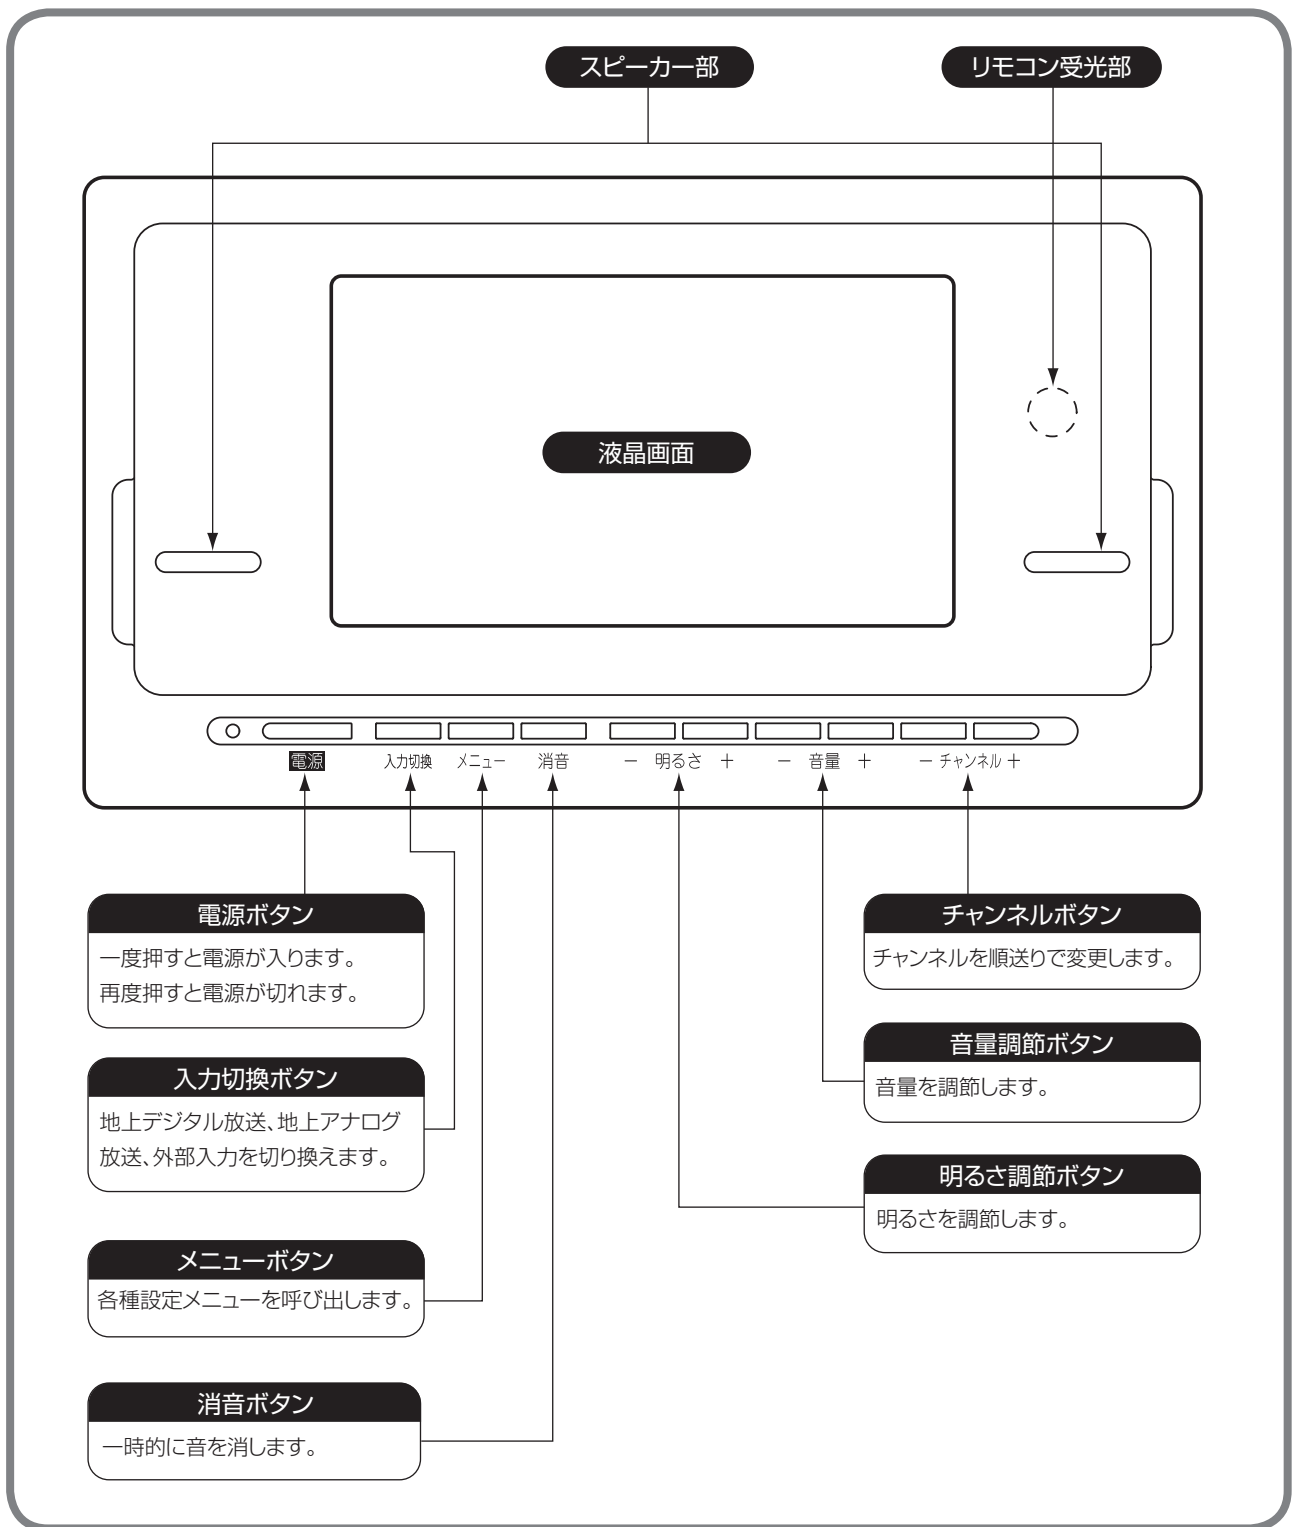 スピーカー部
リモコン受光部
液晶画面
電源 入力切換 メニュー 消音 － 明るさ ＋ － 音量 ＋ － チャンネル ＋
電源ボタン
一度押すと電源が入ります。
再度押すと電源が切れます。
入力切換ボタン
地上デジタル放送、地上アナログ
放送、外部入力を切り換えます。
メニューボタン
各種設定メニューを呼び出します。
消音ボタン
一時的に音を消します。
チャンネルボタン
チャンネルを順送りで変更します。
音量調節ボタン
音量を調節します。
明るさ調節ボタン
明るさを調節します。